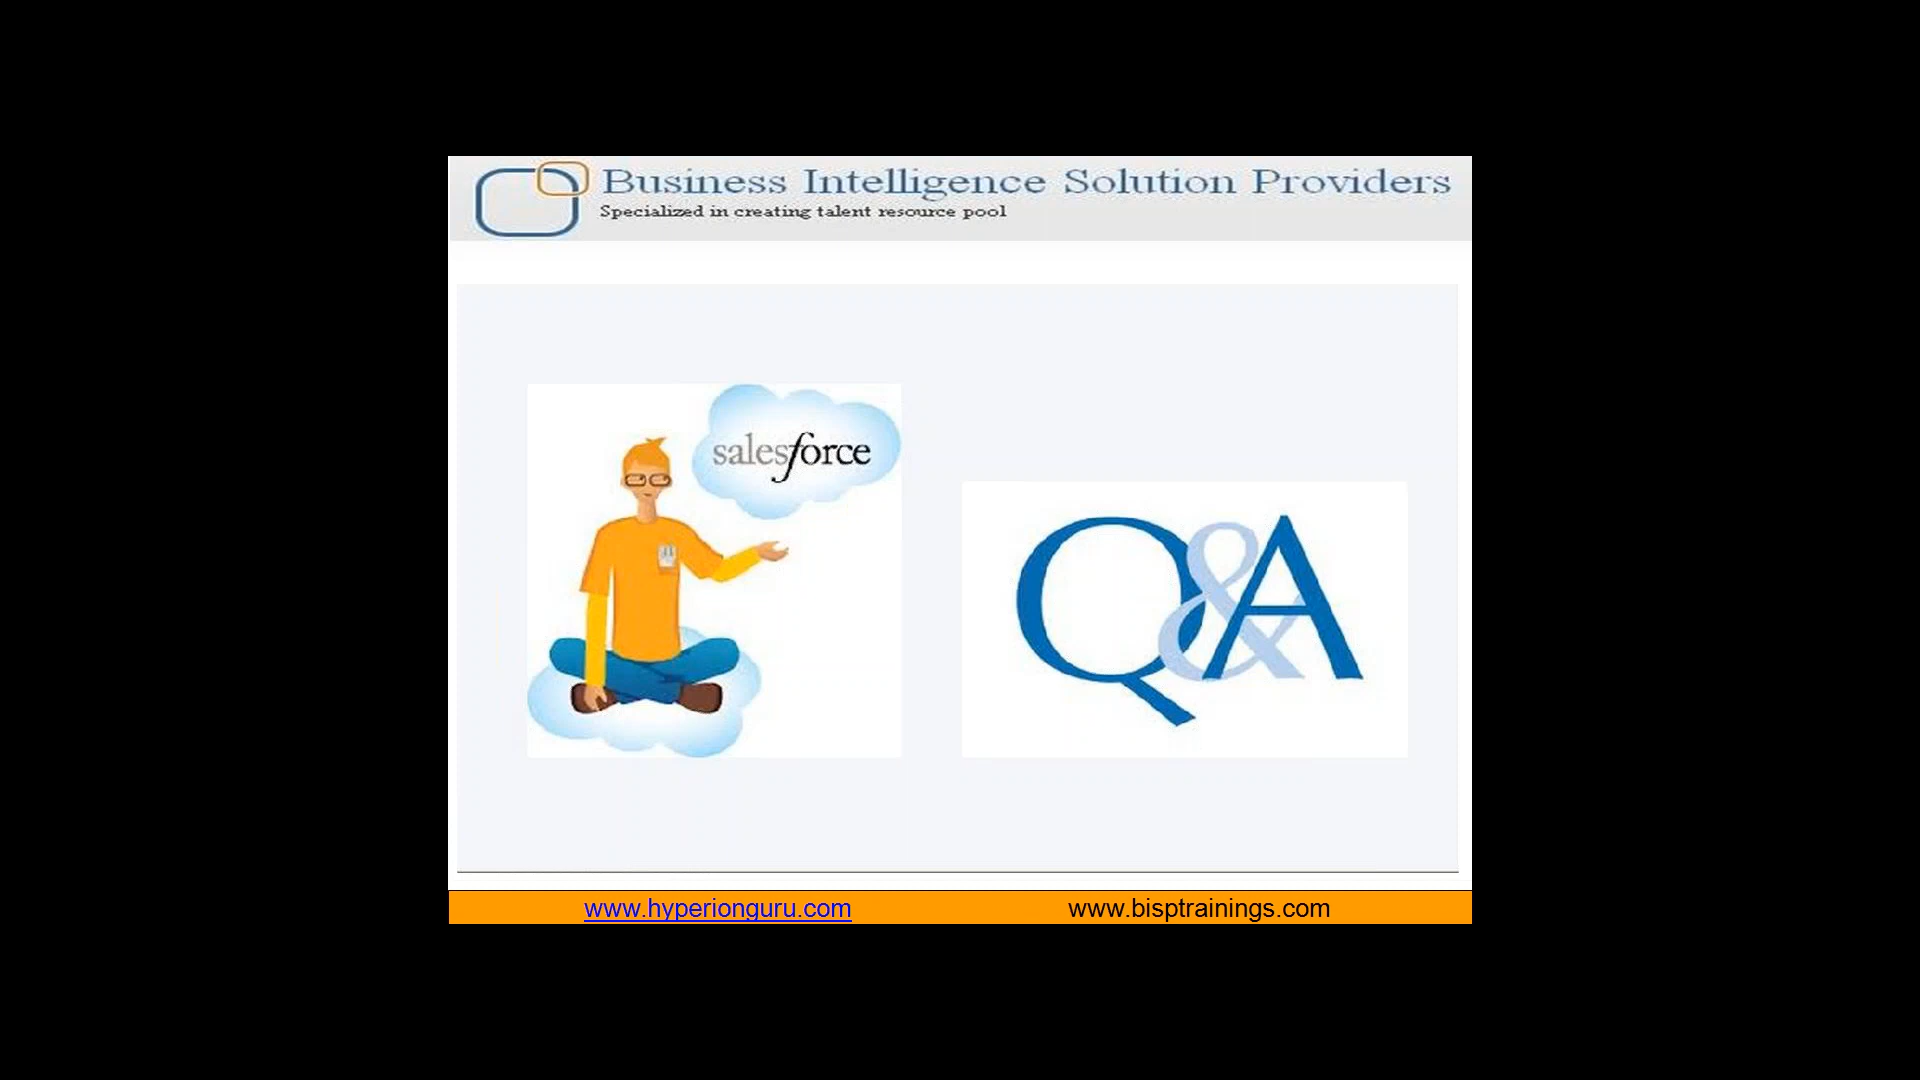 Business Intelligence Solution Providers
Specialized in creating talent resource pool
salesforce
Q&A
www.hyperionguru.com
www.bisptrainings.com